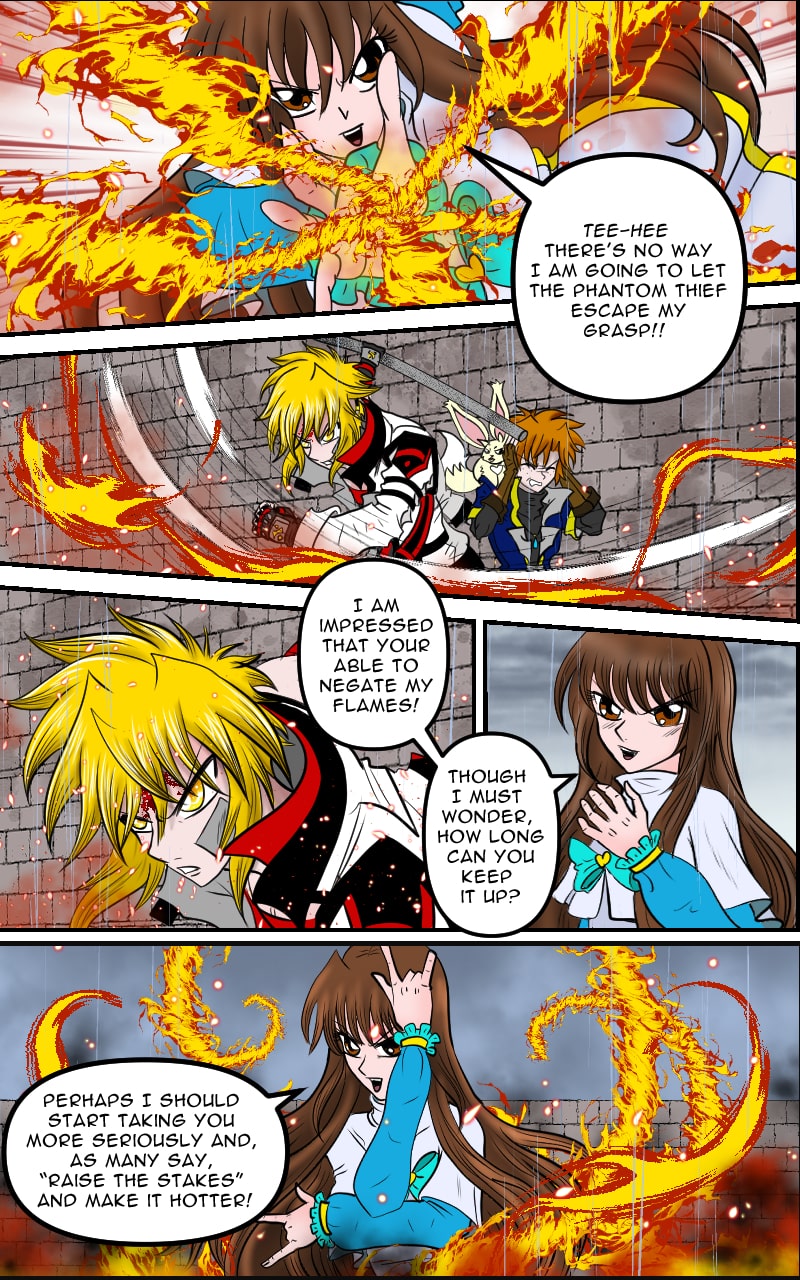 TEE-HEE
THERE'S NO WAY
I AM GOING TO LET
THE PHANTOM THIEF
ESCAPE MY
GRASP!!
I AM
IMPRESSED
THAT YOUR
ABLE TO
NEGATE MY
FLAMES!
THOUGH
I MUST
WONDER,
HOW LONG
CAN YOU
KEEP
IT UP?
PERHAPS I SHOULD
START TAKING YOU
MORE SERIOUSLY AND,
AS MANY SAY,
"RAISE THE STAKES"
AND MAKE IT HOTTER!